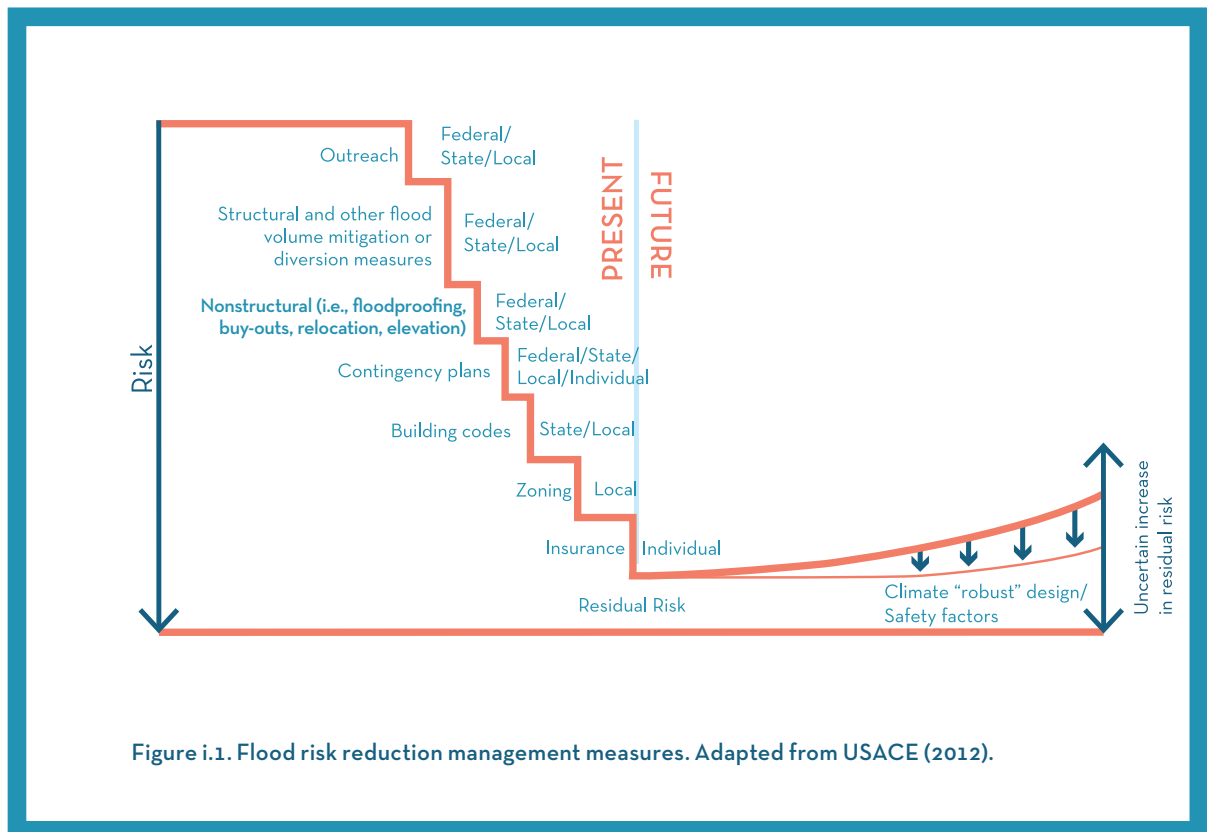 Outreach
Federal/
State/Local
Structural and other flood
volume mitigation or
diversion measures
Federal/
State/Local
Nonstructural (i.e., floodproofing,
buy-outs, relocation, elevation)
Federal/
State/Local
Contingency plans
Federal/State/
Local/Individual
Building codes
State/Local
Zoning
Local
Insurance
Individual
Residual Risk
Risk
PRESENT
FUTURE
Climate “robust” design/
Safety factors
Uncertain increase
in residual risk
Figure i.1. Flood risk reduction management measures. Adapted from USACE (2012).